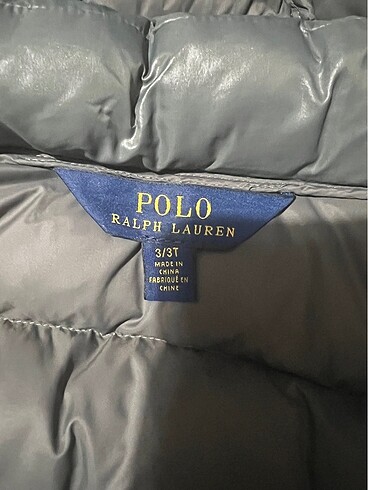 POLO
RALPH LAUREN
3/3T
MADE IN
CHINA
FABRIQUÉ EN
CHINE